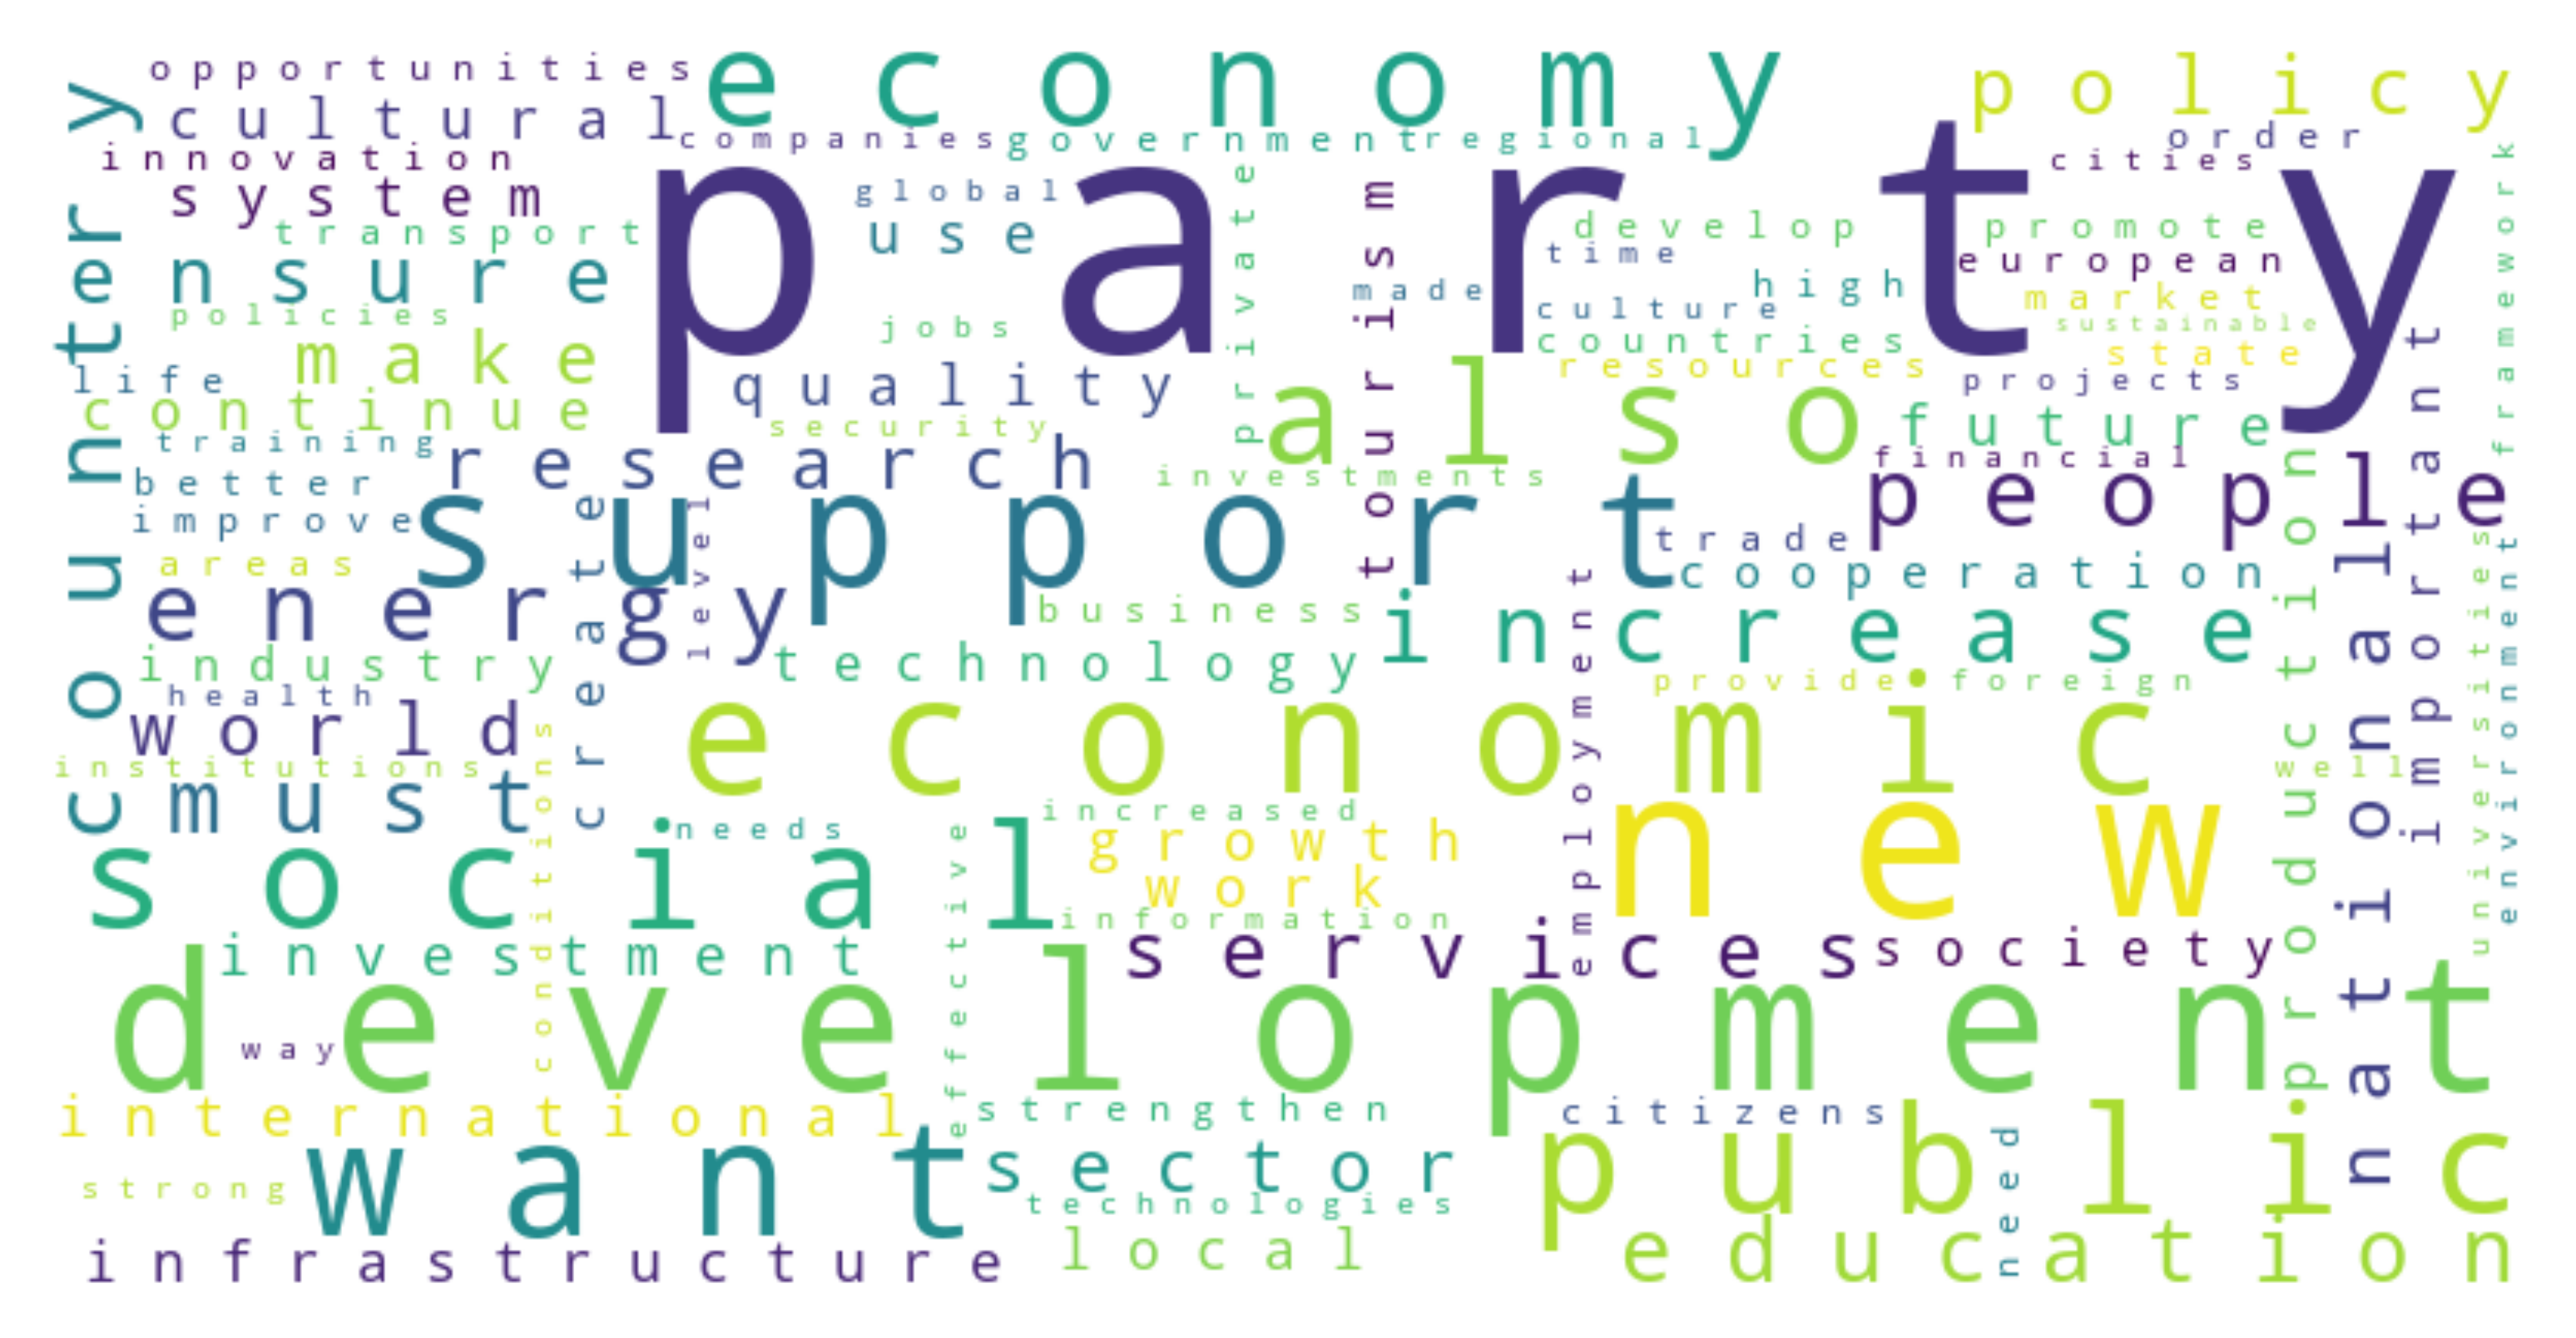 opportunities
economy
policy
cultural
companies
government
regional
order
innovation
cities
system
global
party
transport
use
develop
promote
time
european
ensure
made
high
market
policies
culture
jobs
countries
sustainable
make
resources
state
life
quality
projects
continue
also
future
training
security
research
financial
better
investments
people
improve
support
trade
areas
cooperation
energy
business
increase
industry
technology
health
provide
foreign
world
economic
institutions
well
must
increased
new
needs
growth
social
work
information
investment
services
society
development
way
international
strengthen
citizens
want
sector
public
strong
technologies
infrastructure
local
education
country
create
level
conditions
effective
private
tourism
employment
need
production
national
important
universities
framework
environment